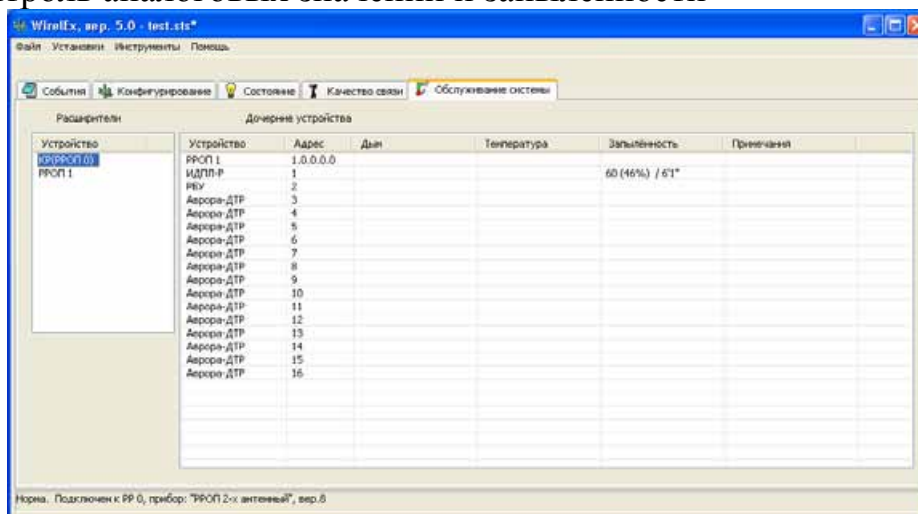 троль аналоговых значений и запыленности
WirelEx, вер. 5.0 - test.sts*
Файл Установки Инструменты Помощь
События Конфигурирование Состояние Качество связи Обслуживание системы
Расширители Дочерние устройства
Устройство Устройство Адрес Дым Температура Запылённость Примечания
КР(РРОП 0) РРОП 1 1.0.0.0.0
РРОП 1 ИДПЛ-Р 1 60 (46%) / 6'1"
РБУ 2
Аврора-ДТР 3
Аврора-ДТР 4
Аврора-ДТР 5
Аврора-ДТР 6
Аврора-ДТР 7
Аврора-ДТР 8
Аврора-ДТР 9
Аврора-ДТР 10
Аврора-ДТР 11
Аврора-ДТР 12
Аврора-ДТР 13
Аврора-ДТР 14
Аврора-ДТР 15
Аврора-ДТР 16
Норма. Подключен к РР 0, прибор: "РРОП 2-х антенный", вер.8